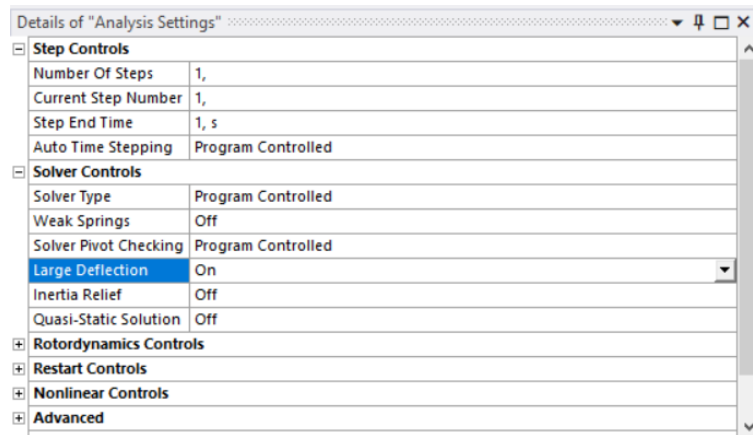 Details of "Analysis Settings"
Step Controls
Number Of Steps 1,
Current Step Number 1,
Step End Time 1, s
Auto Time Stepping Program Controlled
Solver Controls
Solver Type Program Controlled
Weak Springs Off
Solver Pivot Checking Program Controlled
Large Deflection On
Inertia Relief Off
Quasi-Static Solution Off
Rotordynamics Controls
Restart Controls
Nonlinear Controls
Advanced